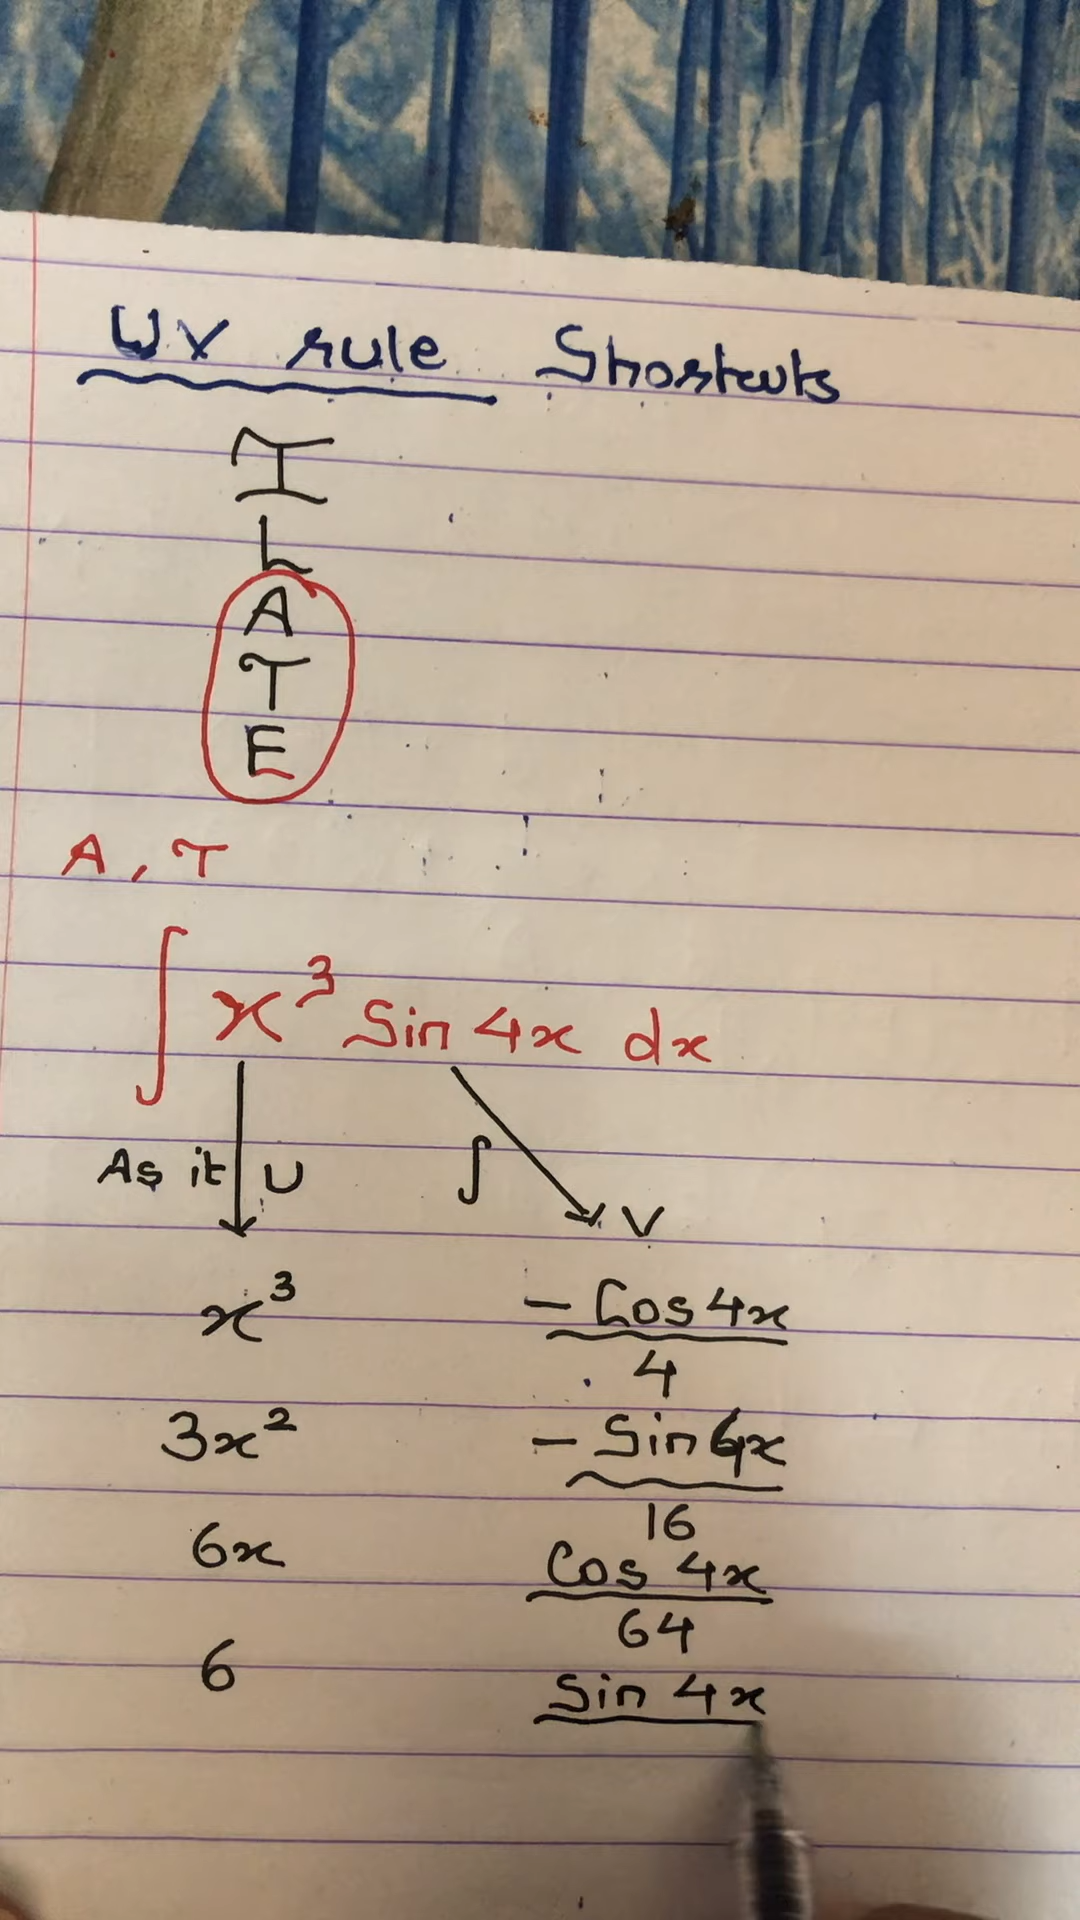 UV rule Shortcuts
I
L
A
T
E
A, T
∫ x³ Sin 4x dx
As it U ∫ V
x³ - Cos 4x / 4
3x² - Sin 4x / 16
6x Cos 4x / 64
6 Sin 4x